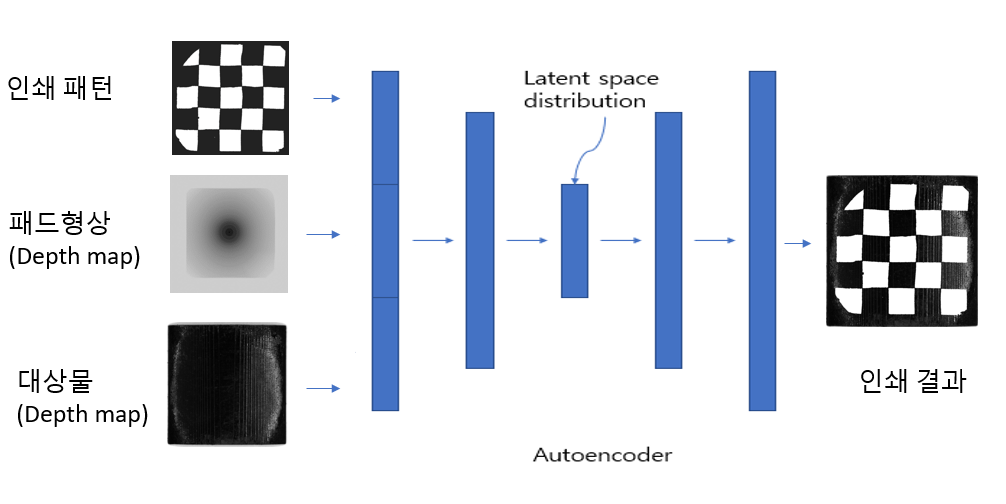 인쇄 패턴
Latent space
distribution
패드형상
(Depth map)
대상물
(Depth map)
인쇄 결과
Autoencoder